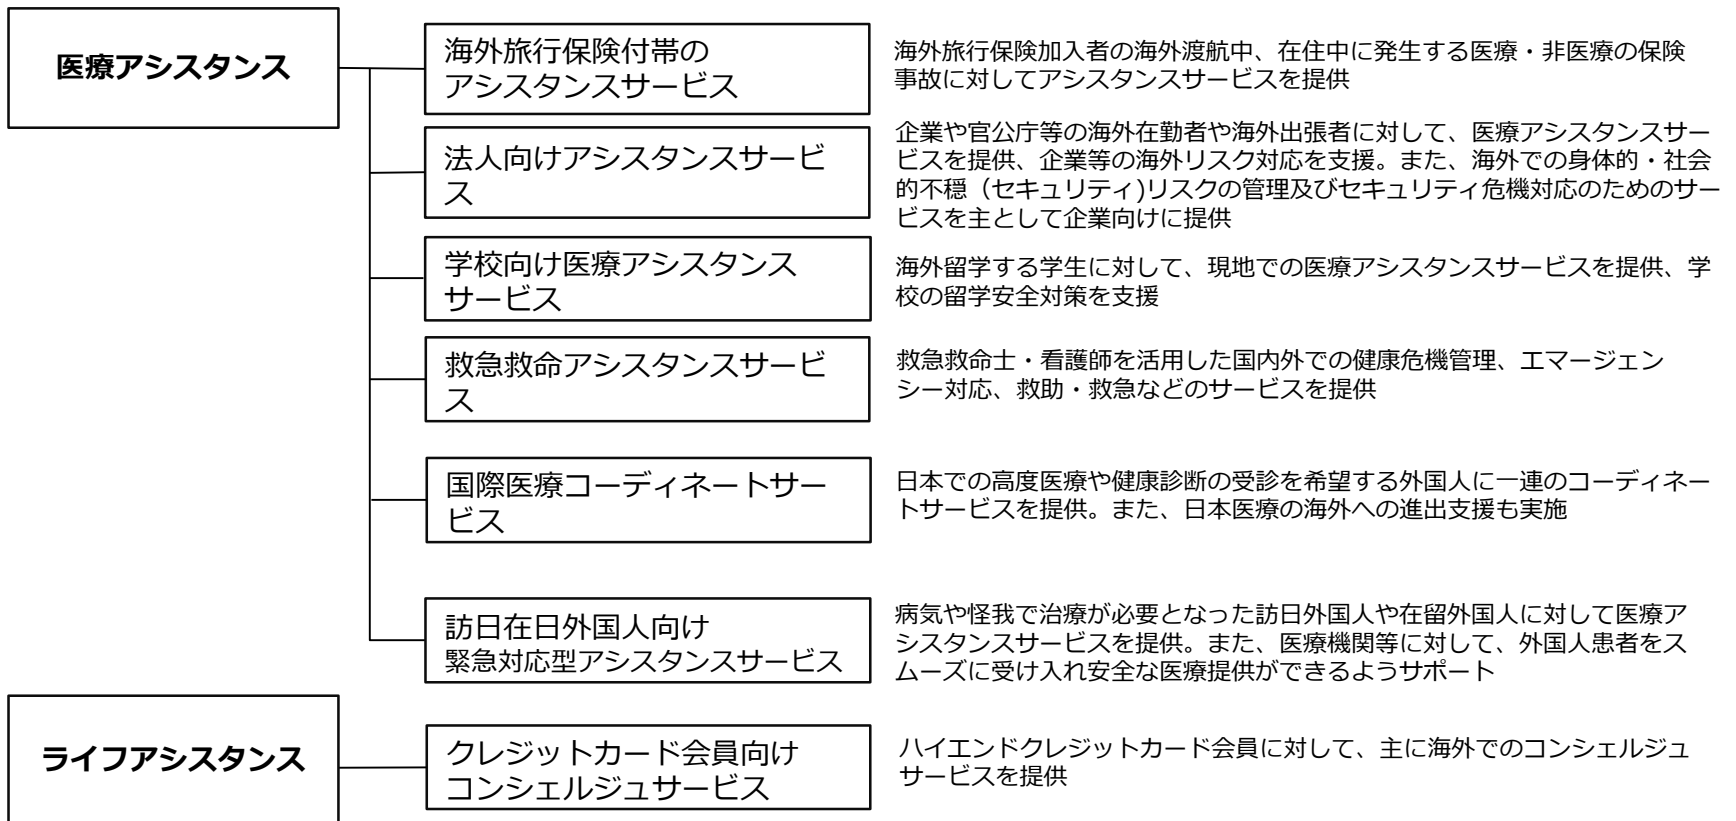 医療アシスタンス
海外旅行保険付帯の
アシスタンスサービス
海外旅行保険加入者の海外渡航中、在住中に発生する医療・非医療の保険
事故に対してアシスタンスサービスを提供
法人向けアシスタンスサービ
ス
企業や官公庁等の海外在勤者や海外出張者に対して、医療アシスタンスサー
ビスを提供、企業等の海外リスク対応を支援。また、海外での身体的・社会
的不穏（セキュリティ)リスクの管理及びセキュリティ危機対応のためのサー
ビスを主として企業向けに提供
学校向け医療アシスタンス
サービス
海外留学する学生に対して、現地での医療アシスタンスサービスを提供、学
校の留学安全対策を支援
救急救命アシスタンスサービ
ス
救急救命士・看護師を活用した国内外での健康危機管理、エマージェン
シー対応、救助・救急などのサービスを提供
国際医療コーディネートサー
ビス
日本での高度医療や健康診断の受診を希望する外国人に一連のコーディネー
トサービスを提供。また、日本医療の海外への進出支援も実施
訪日在日外国人向け
緊急対応型アシスタンスサービス
病気や怪我で治療が必要となった訪日外国人や在留外国人に対して医療ア
シスタンスサービスを提供。また、医療機関等に対して、外国人患者をス
ムーズに受け入れ安全な医療提供ができるようサポート
ライフアシスタンス
クレジットカード会員向け
コンシェルジュサービス
ハイエンドクレジットカード会員に対して、主に海外でのコンシェルジュ
サービスを提供